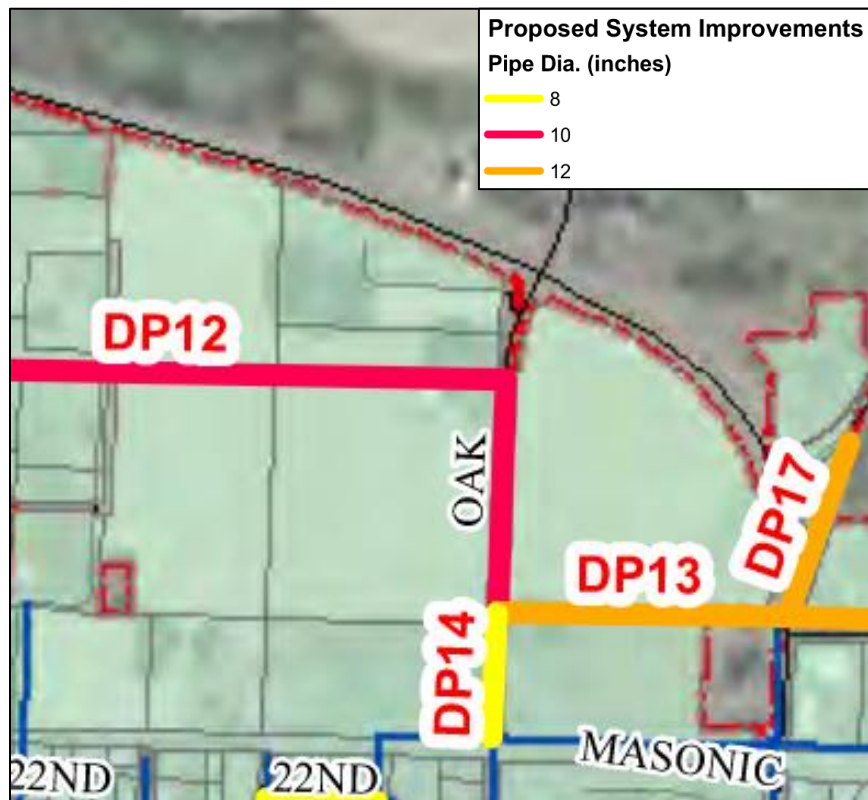 Proposed System Improvements
Pipe Dia. (inches)
8
10
12
DP12
OAK
DP17
DP13
DP14
MASONIC
22ND
22ND